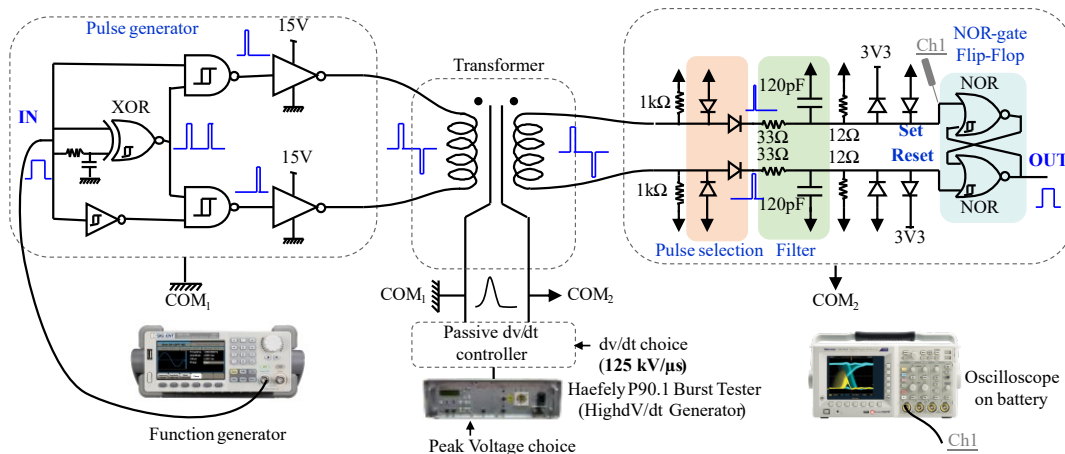 Pulse generator
15V
XOR
IN
15V
COM1
Transformer
COM1
COM2
Passive dv/dt
controller
dv/dt choice
(125 kV/µs)
Haefely P90.1 Burst Tester
(HighdV/dt Generator)
Peak Voltage choice
Function generator
1kΩ
120pF
33Ω
12Ω
3V3
Ch1
NOR-gate
Flip-Flop
NOR
Set
33Ω
12Ω
Reset
OUT
1kΩ
120pF
NOR
3V3
Pulse selection
Filter
COM2
Oscilloscope
on battery
Ch1